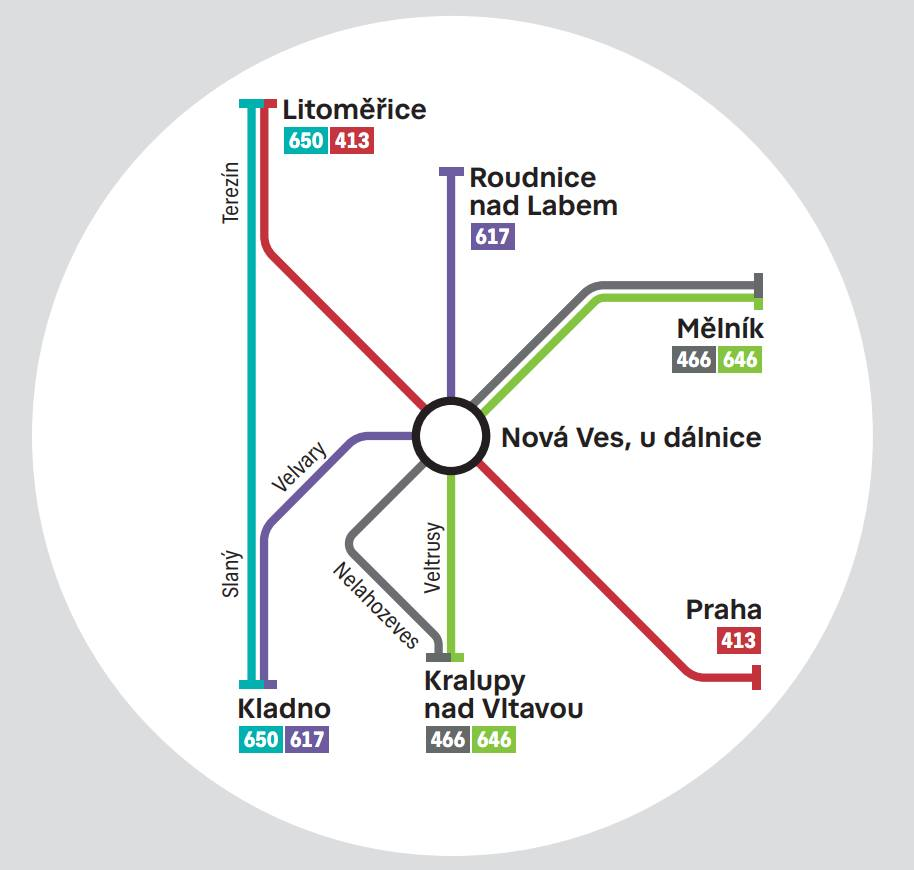 Litoměřice
650 413
Terezín
Roudnice
nad Labem
617
Mělník
466 646
Nová Ves, u dálnice
Velvary
Slaný
Nelahozeves
Veltrusy
Praha
413
Kralupy
nad Vltavou
466 646
Kladno
650 617